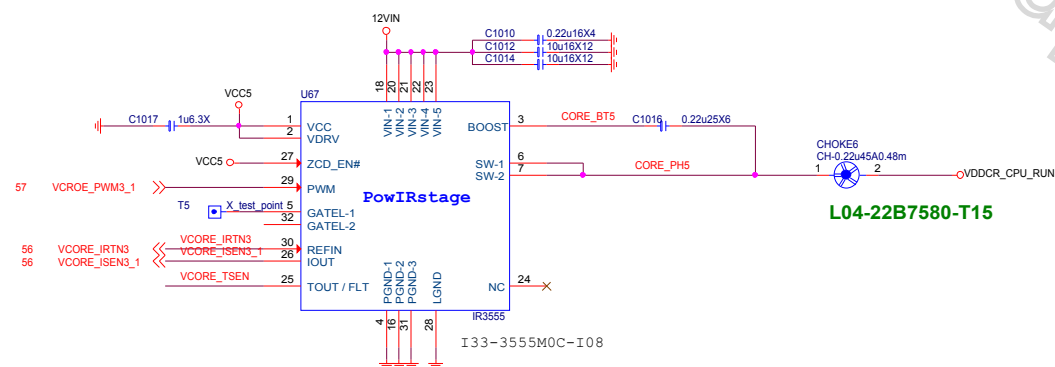 12VIN
C1010 0.22u16X4
C1012 10u16X12
C1014 10u16X12
18 20 21 22 23
VCC5
U67
VIN-1 VIN-2 VIN-3 VIN-4 VIN-5
C1017 1u6.3X
1 VCC
2 VDRV
BOOST 3 CORE_BT5 C1016 0.22u25X6
VCC5 27 ZCD_EN#
SW-1 6
SW-2 7 CORE_PH5
CHOKE6
CH-0.22u45A0.48m
1 2 VDDCR_CPU_RUN
57 VCROE_PWM3_1 29 PWM
PowIRstage
L04-22B7580-T15
T5 X_test_point 5 GATEL-1
32 GATEL-2
56 VCORE_IRTN3 VCORE_IRTN3 30 REFIN
56 VCORE_ISEN3_1 VCORE_ISEN3_1 26 IOUT
VCORE_TSEN 25 TOUT / FLT
PGND-1 PGND-2 PGND-3 LGND
NC 24
IR3555
4 16 31 28
I33-3555M0C-I08